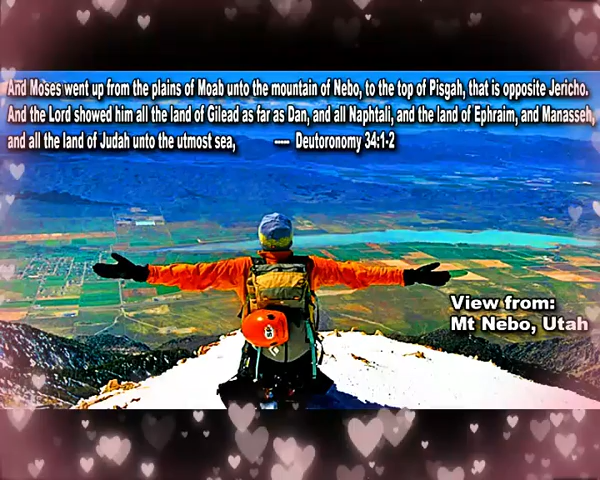 And Moses went up from the plains of Moab unto the mountain of Nebo, to the top of Pisgah, that is opposite Jericho.
And the Lord showed him all the land of Gilead as far as Dan, and all Naphtali, and the land of Ephraim, and Manasseh,
and all the land of Judah unto the utmost sea, ---- Deutoronomy 34:1-2
View from:
Mt Nebo, Utah